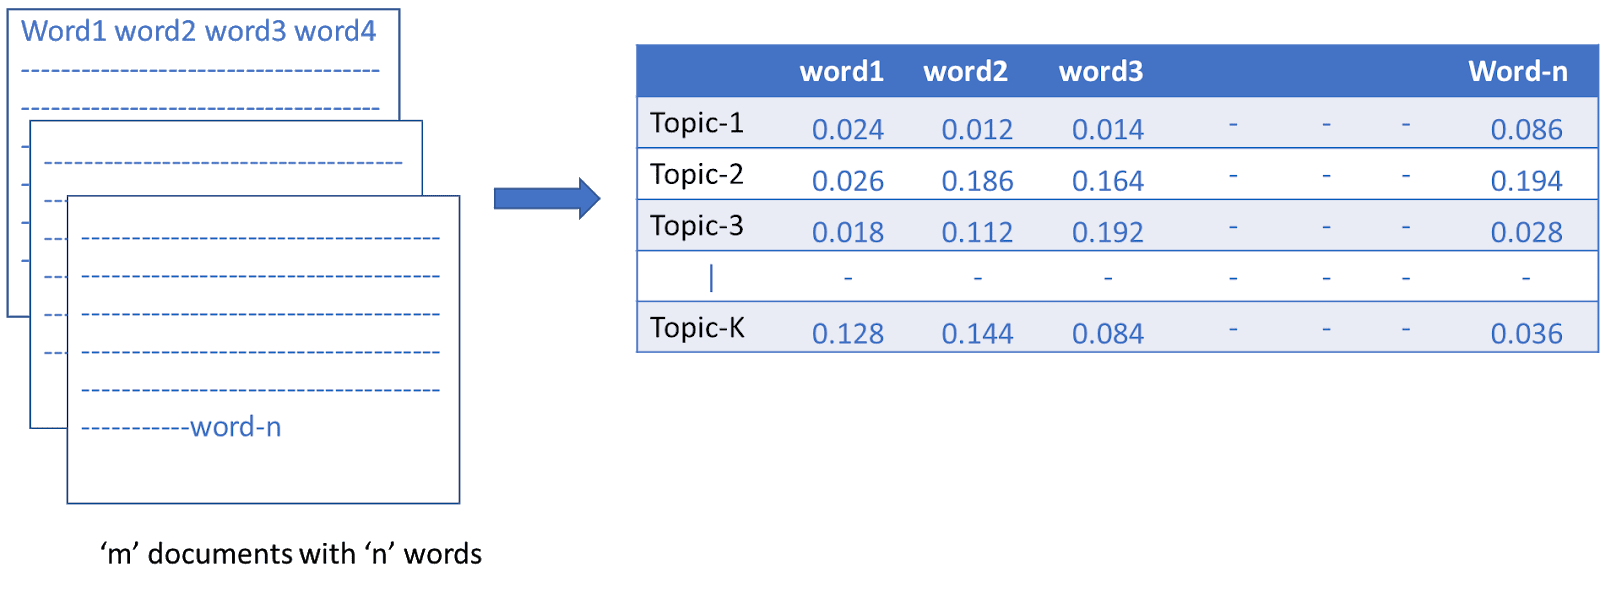 Word1 word2 word3 word4
----------------------------------
----------------------------------
----------------------------------
----------------------------------
----------------------------------
----------------------------------
----------------------------------
----------------------------------
-----------word-n
‘m’ documents with ‘n’ words
word1 word2 word3 Word-n
Topic-1 0.024 0.012 0.014 - - - 0.086
Topic-2 0.026 0.186 0.164 - - - 0.194
Topic-3 0.018 0.112 0.192 - - - 0.028
| - - - - - - -
Topic-K 0.128 0.144 0.084 - - - 0.036